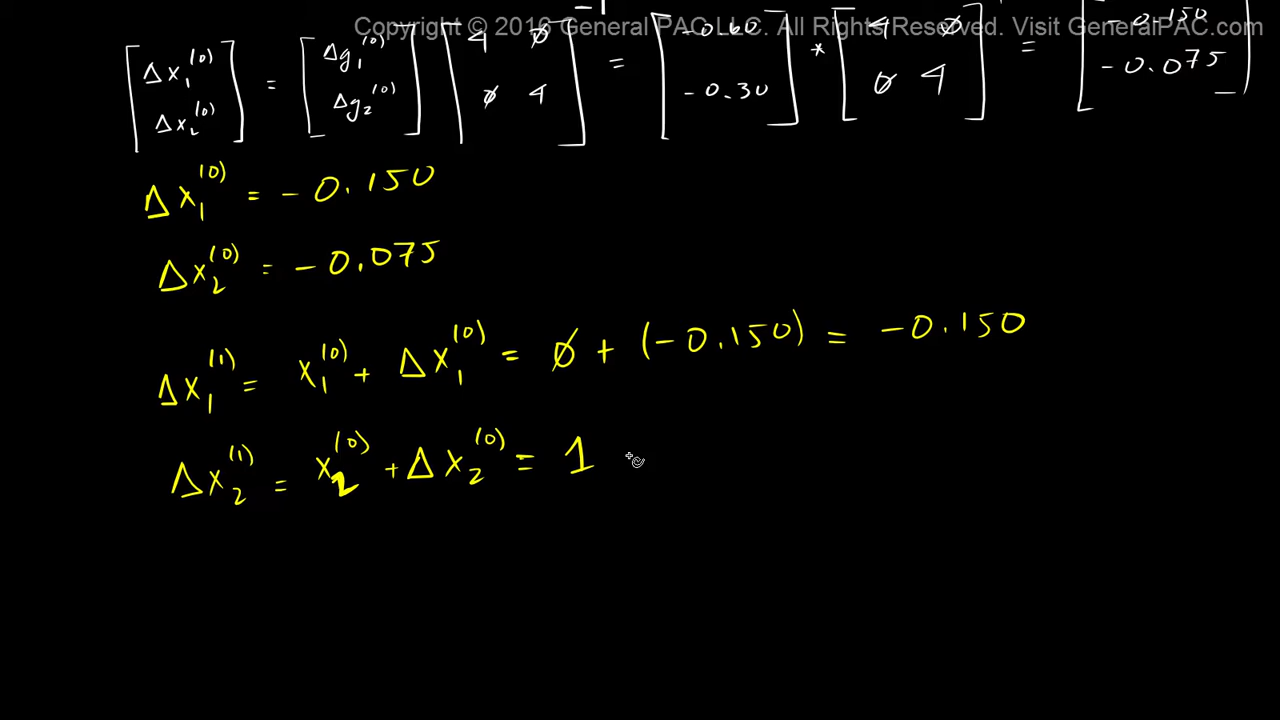 Copyright © 2016 General PAC LLC. All Rights Reserved. Visit GeneralPAC.com
[Δx₁⁽⁰⁾ Δx₂⁽⁰⁾] = [Δg₁⁽⁰⁾ Δg₂⁽⁰⁾] [4 0̸ 0̸ 4]⁻¹ = [-0.60 -0.30] * [4 0̸ 0̸ 4] = [-0.150 -0.075]
Δx₁⁽⁰⁾ = -0.150
Δx₂⁽⁰⁾ = -0.075
Δx₁⁽¹⁾ = x₁⁽⁰⁾ + Δx₁⁽⁰⁾ = 0̸ + (-0.150) = -0.150
Δx₂⁽¹⁾ = x₂⁽⁰⁾ + Δx₂⁽⁰⁾ = 1